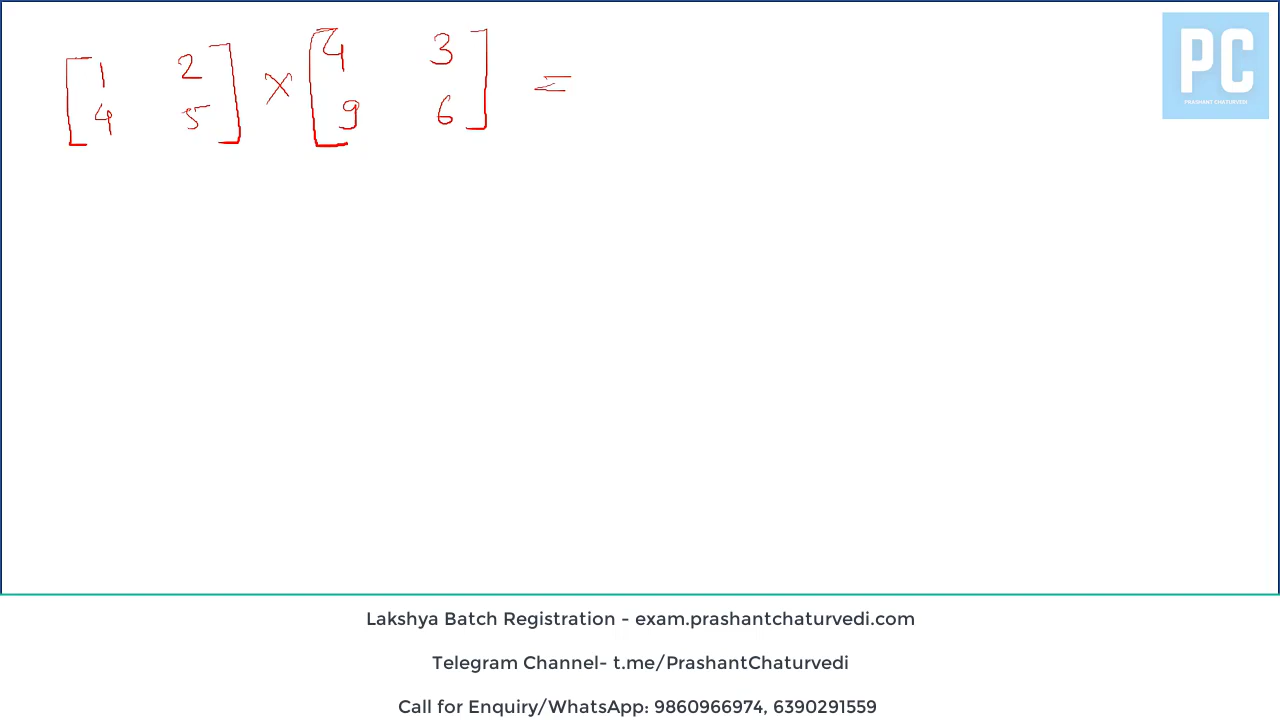 [1 2] × [4 3] =
[4 5] [9 6]
PC
PRASHANT CHATURVEDI
Lakshya Batch Registration - exam.prashantchaturvedi.com
Telegram Channel- t.me/PrashantChaturvedi
Call for Enquiry/WhatsApp: 9860966974, 6390291559